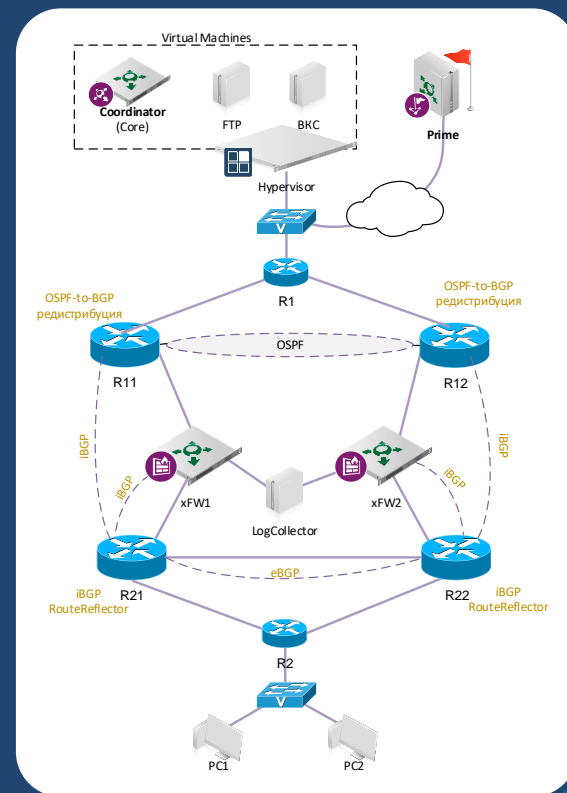 Virtual Machines
Coordinator
(Core)
FTP
ВКС
Prime
Hypervisor
V
R1
OSPF-to-BGP
редистрибуция
OSPF-to-BGP
редистрибуция
OSPF
R11
R12
iBGP
iBGP
iBGP
iBGP
xFW1
xFW2
LogCollector
eBGP
R21
R22
iBGP
RouteReflector
iBGP
RouteReflector
R2
V
PC1
PC2